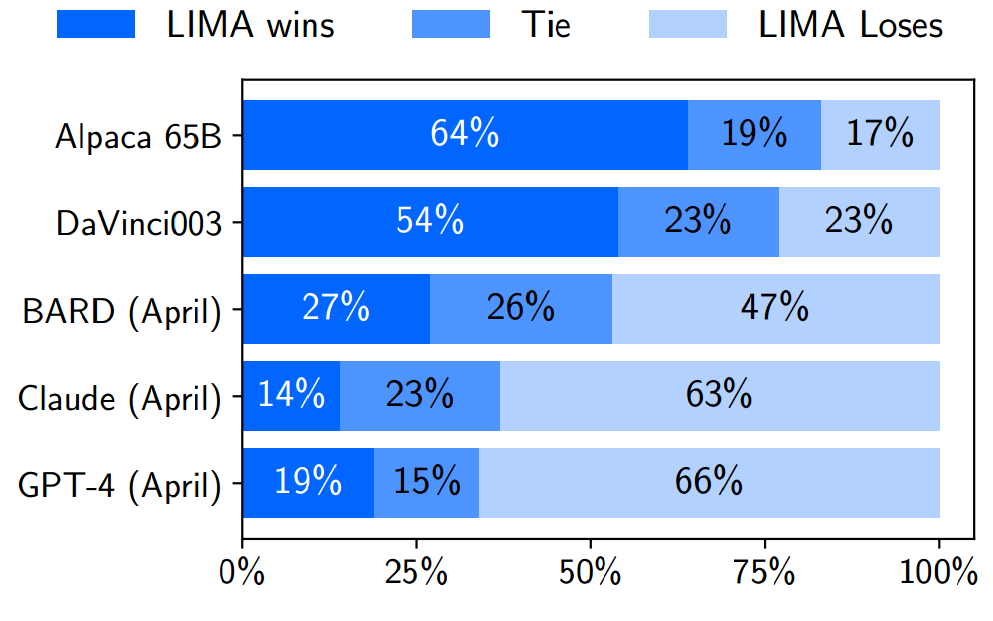 LIMA wins Tie LIMA Loses
Alpaca 65B 64% 19% 17%
DaVinci003 54% 23% 23%
BARD (April) 27% 26% 47%
Claude (April) 14% 23% 63%
GPT-4 (April) 19% 15% 66%
0% 25% 50% 75% 100%